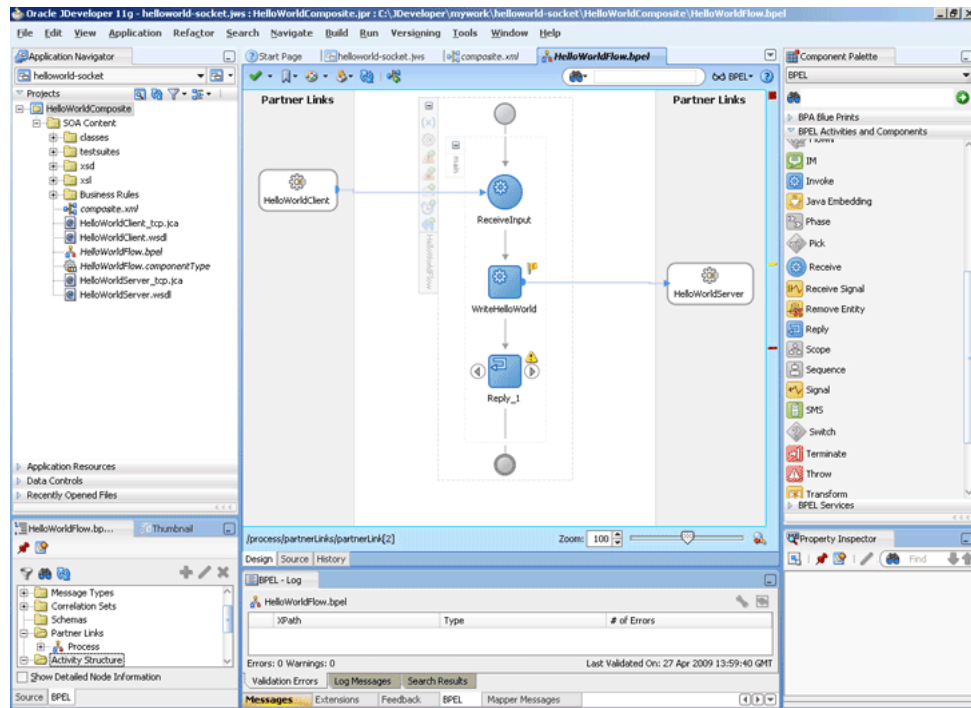 Oracle JDeveloper 11g - helloworld-socket.jws : HelloWorldComposite.jpr : C:\JDeveloper\mywork\helloworld-socket\HelloWorldComposite\HelloWorldFlow.bpel
File Edit View Application Refactor Search Navigate Build Run Versioning Tools Window Help
Application Navigator
helloworld-socket
Projects
HelloWorldComposite
SOA Content
classes
testsuites
xsd
xsl
Business Rules
composite.xml
HelloWorldClient_tcp.jca
HelloWorldClient.wsdl
HelloWorldFlow.bpel
HelloWorldFlow.componentType
HelloWorldServer_tcp.jca
HelloWorldServer.wsdl
Application Resources
Data Controls
Recently Opened Files
HelloWorldFlow.bp... Thumbnail
Message Types
Correlation Sets
Schemas
Partner Links
Process
Activity Structure
Show Detailed Node Information
Source BPEL
Start Page helloworld-socket.jws composite.xml HelloWorldFlow.bpel
BPEL
Partner Links
Partner Links
main
HelloWorldFlow
HelloWorldClient
ReceiveInput
HelloWorldServer
WriteHelloWorld
Reply_1
/process/partnerLinks/partnerLink[2]
Zoom: 100
Design Source History
BPEL - Log
HelloWorldFlow.bpel
XPath Type # of Errors
Errors: 0 Warnings: 0 Last Validated On: 27 Apr 2009 13:59:40 GMT
Validation Errors Log Messages Search Results
Messages Extensions Feedback BPEL Mapper Messages
Component Palette
BPEL
BPA Blue Prints
BPEL Activities and Components
IM
Invoke
Java Embedding
Phase
Pick
Receive
Receive Signal
Remove Entity
Reply
Scope
Sequence
Signal
SMS
Switch
Terminate
Throw
Transform
BPEL Services
Property Inspector
Find